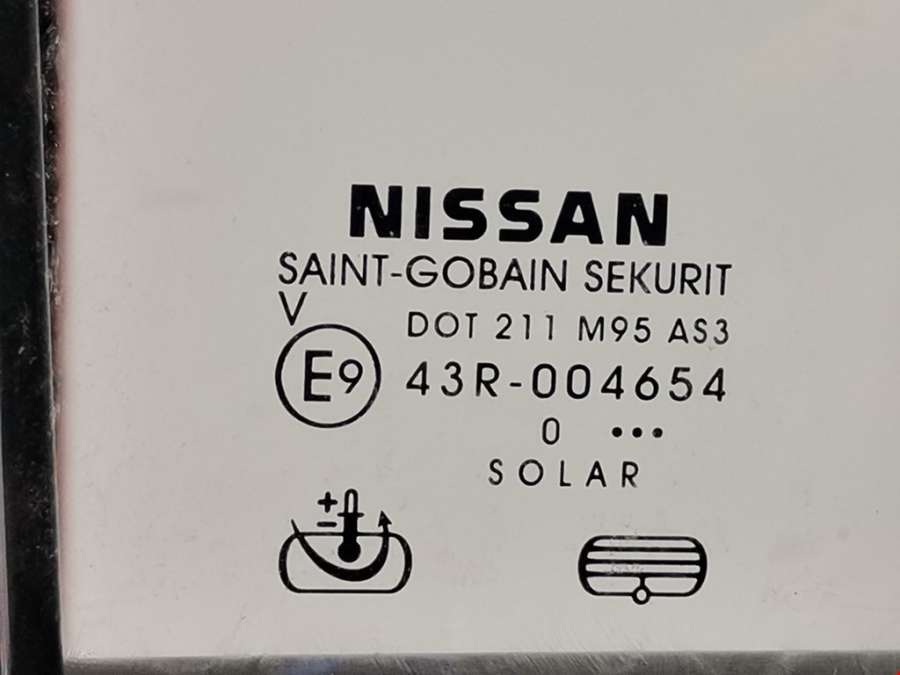 NISSAN
SAINT-GOBAIN SEKURIT
V
DOT 211 M95 AS3
E9 43R-004654
0 •••
SOLAR
+
-